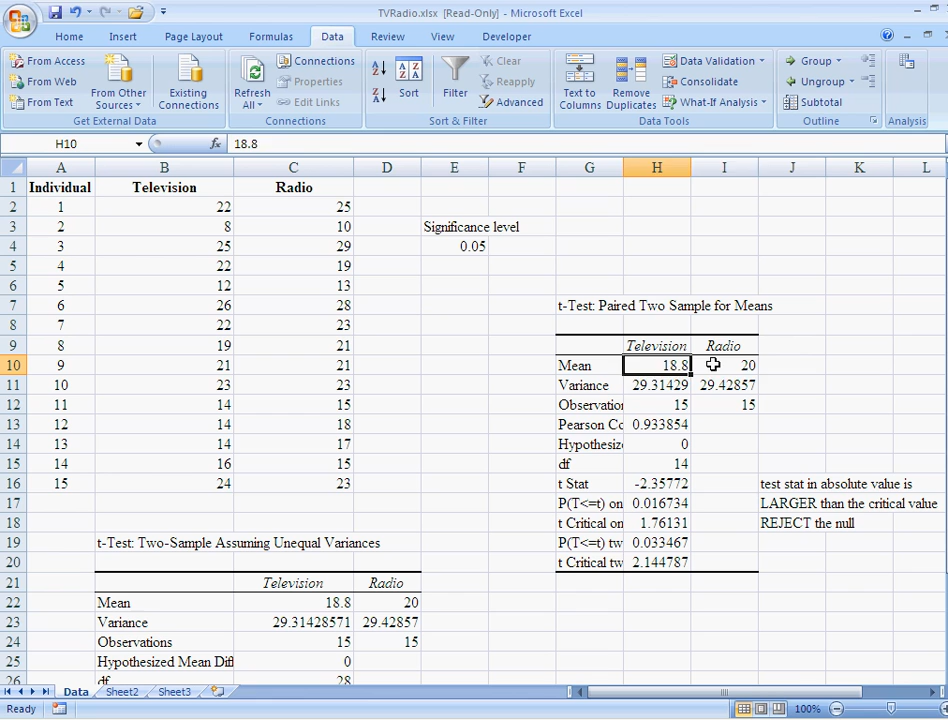 TVRadio.xlsx [Read-Only] - Microsoft Excel
Home Insert Page Layout Formulas Data Review View Developer
From Access
From Web
From Text
From Other Sources
Existing Connections
Get External Data
Refresh All
Connections
Properties
Edit Links
Connections
Sort
Filter
Clear
Reapply
Advanced
Sort & Filter
Text to Columns
Remove Duplicates
Data Validation
Consolidate
What-If Analysis
Data Tools
Group
Ungroup
Subtotal
Outline
Analysis
H10 fx 18.8
A B C D E F G H I J K L
1 Individual Television Radio
2 1 22 25
3 2 8 10 Significance level
4 3 25 29 0.05
5 4 22 19
6 5 12 13
7 6 26 28 t-Test: Paired Two Sample for Means
8 7 22 23
9 8 19 21 Television Radio
10 9 21 21 Mean 18.8 20
11 10 23 23 Variance 29.31429 29.42857
12 11 14 15 Observation 15 15
13 12 14 18 Pearson Co 0.933854
14 13 14 17 Hypothesize 0
15 14 16 15 df 14
16 15 24 23 t Stat -2.35772 test stat in absolute value is
17 P(T<=t) on 0.016734 LARGER than the critical value
18 t Critical on 1.76131 REJECT the null
19 t-Test: Two-Sample Assuming Unequal Variances P(T<=t) tw 0.033467
20 t Critical tw 2.144787
21 Television Radio
22 Mean 18.8 20
23 Variance 29.31428571 29.42857
24 Observations 15 15
25 Hypothesized Mean Diff 0
26 df 28
Data Sheet2 Sheet3
Ready 100%